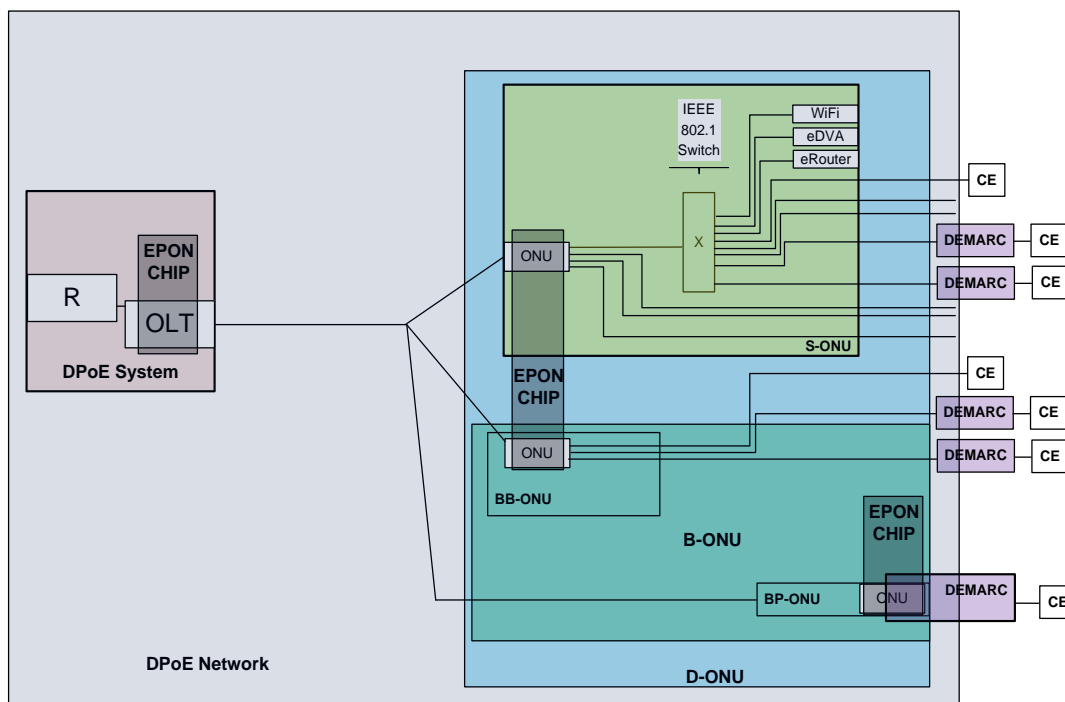 IEEE
802.1
Switch
WiFi
eDVA
eRouter
CE
EPON
CHIP
R
OLT
DPoE System
ONU
X
DEMARC
CE
DEMARC
CE
S-ONU
EPON
CHIP
CE
DEMARC
CE
ONU
DEMARC
CE
BB-ONU
EPON
CHIP
B-ONU
BP-ONU
ONU
DEMARC
CE
DPoE Network
D-ONU